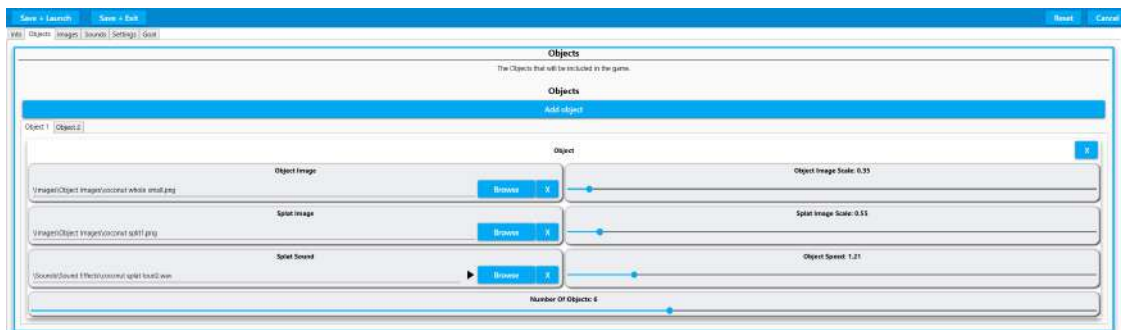 Save + Launch Save + Exit Reset Cancel
Info Objects Images Sounds Settings Goal
Objects
The Objects that will be included in the game.
Objects
Add object
Object 1 Object 2
Object X
Object Image Object Image Scale: 0.35
\Images\Object Images\coconut whole small.png Browse X
Splat Image Splat Image Scale: 0.55
\Images\Object Images\coconut split1.png Browse X
Splat Sound Object Speed: 1.21
\Sounds\Sound Effects\coconut splat loud2.wav Browse X
Number Of Objects: 6